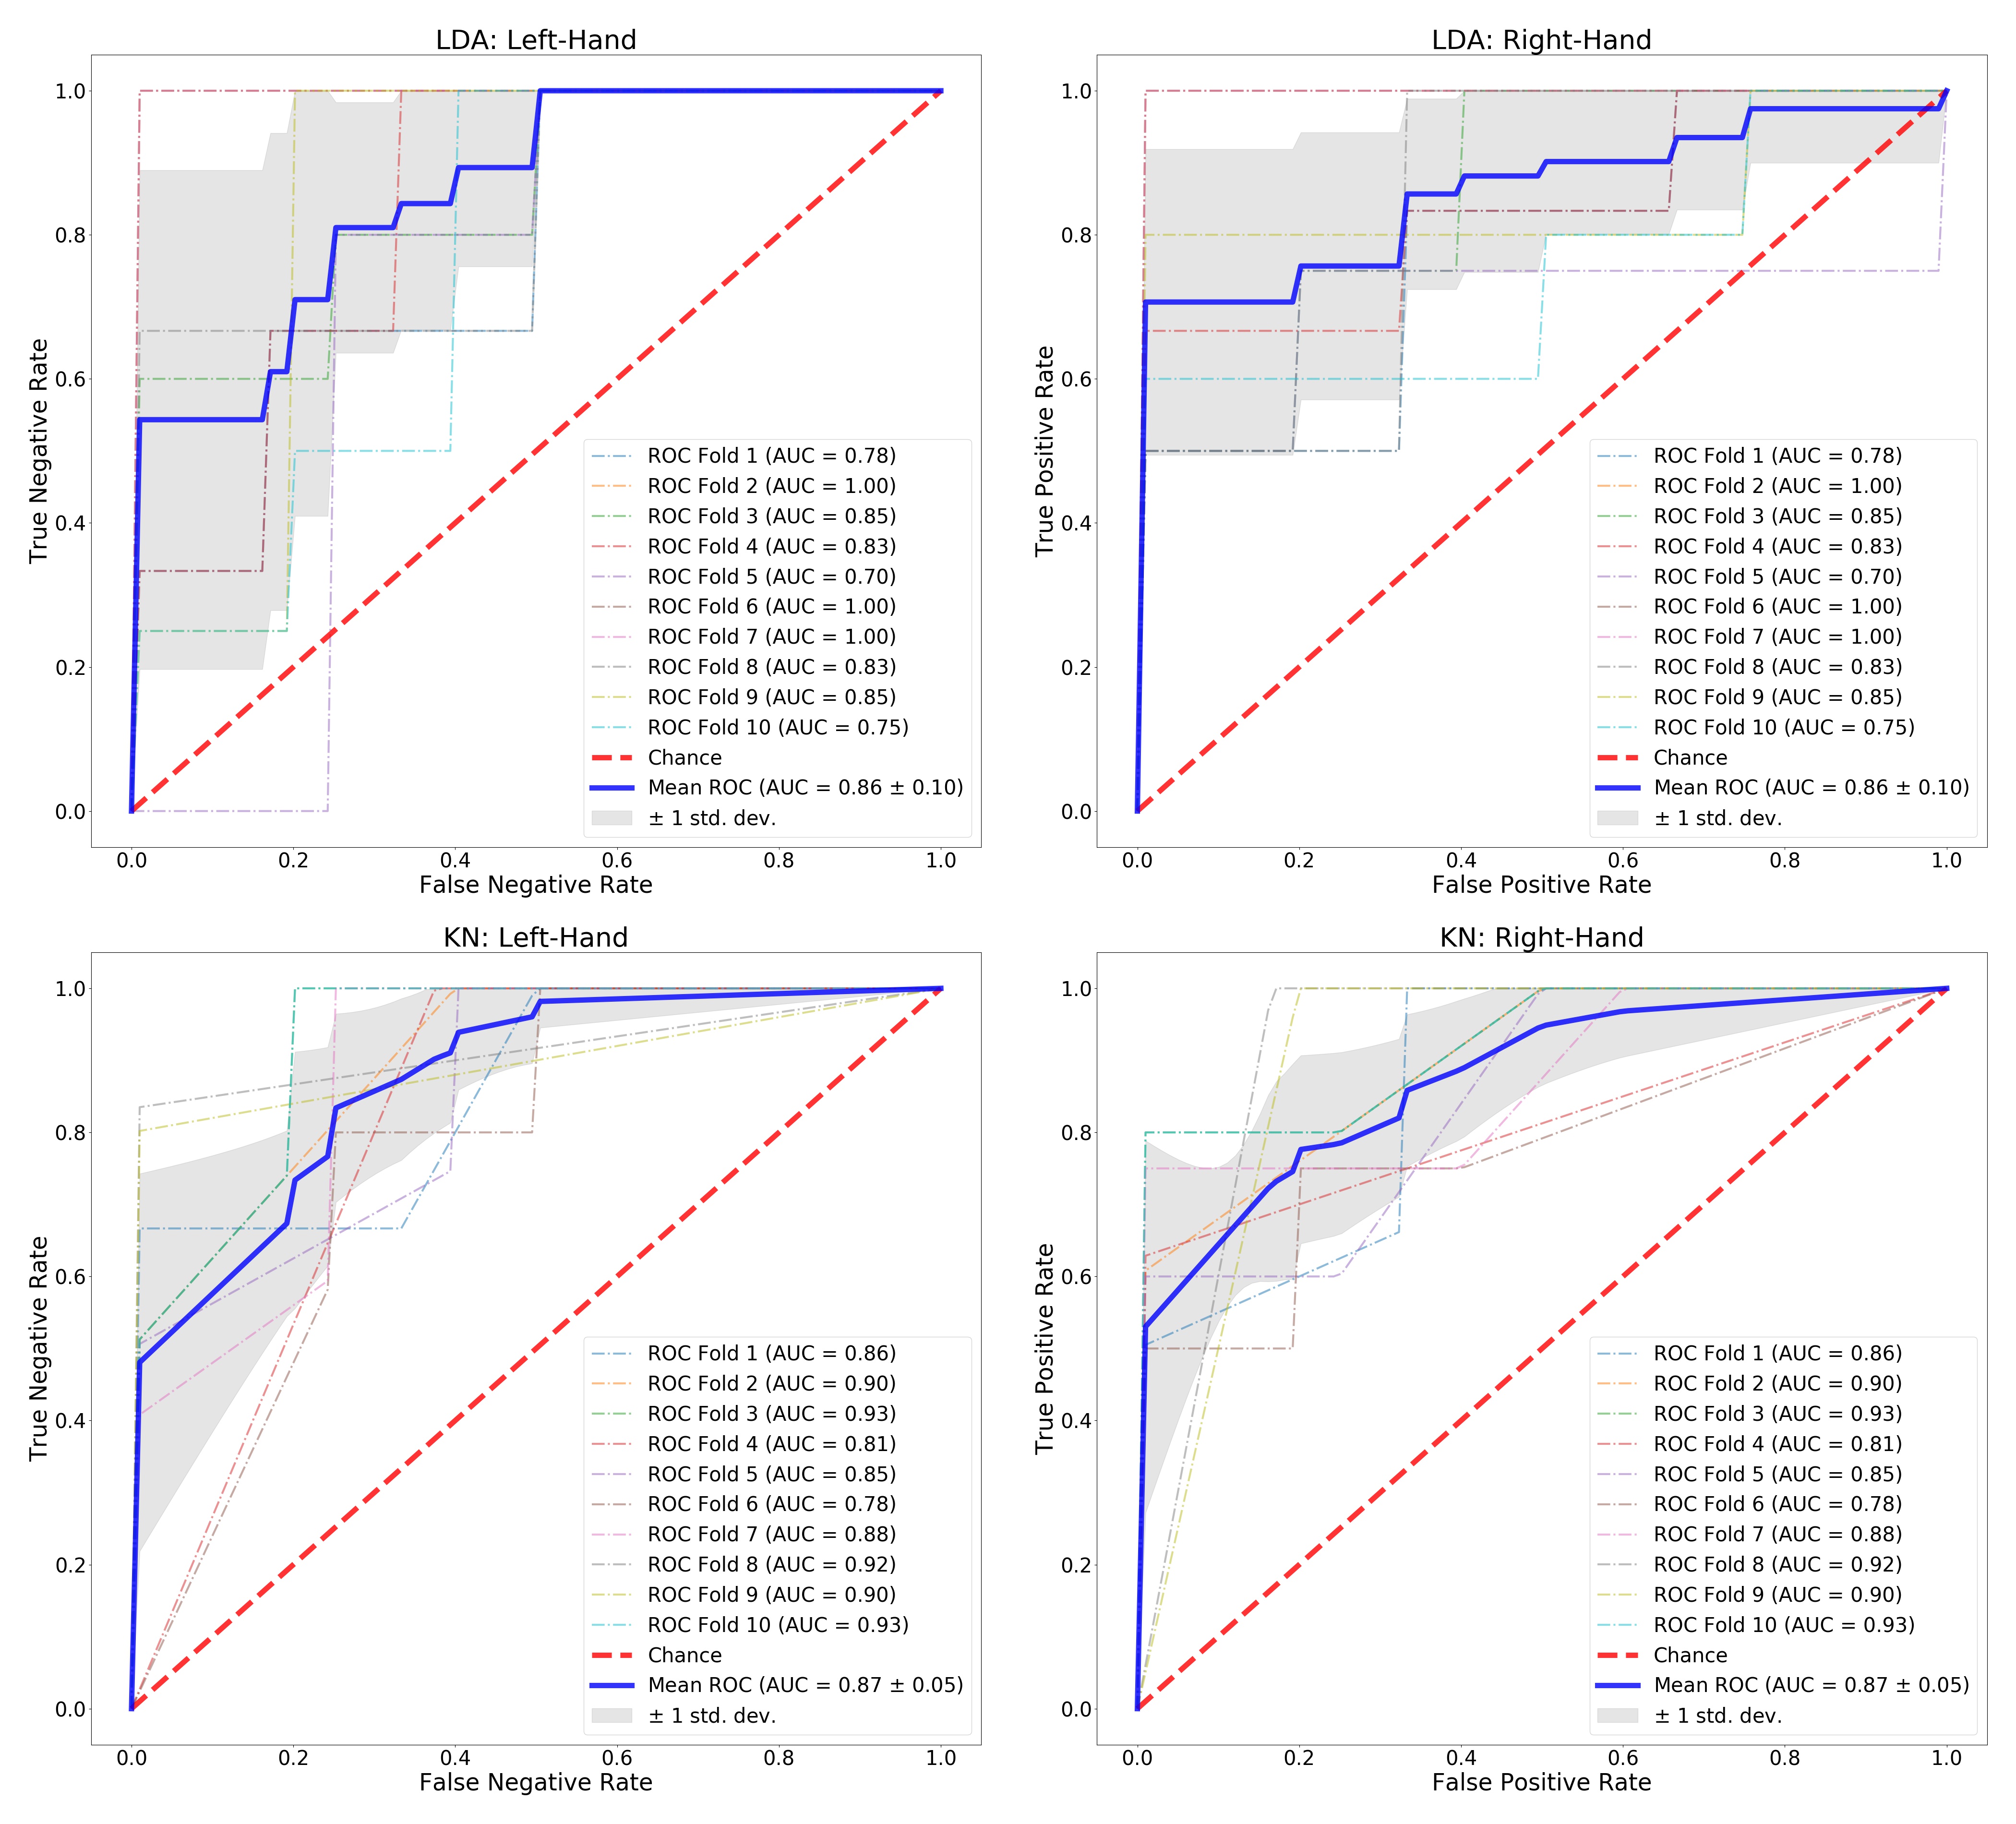 LDA: Left-Hand
True Negative Rate
1.0
0.8
0.6
0.4
0.2
0.0
ROC Fold 1 (AUC = 0.78)
ROC Fold 2 (AUC = 1.00)
ROC Fold 3 (AUC = 0.85)
ROC Fold 4 (AUC = 0.83)
ROC Fold 5 (AUC = 0.70)
ROC Fold 6 (AUC = 1.00)
ROC Fold 7 (AUC = 1.00)
ROC Fold 8 (AUC = 0.83)
ROC Fold 9 (AUC = 0.85)
ROC Fold 10 (AUC = 0.75)
Chance
Mean ROC (AUC = 0.86 ± 0.10)
± 1 std. dev.
0.0 0.2 0.4 0.6 0.8 1.0
False Negative Rate
LDA: Right-Hand
True Positive Rate
1.0
0.8
0.6
0.4
0.2
0.0
ROC Fold 1 (AUC = 0.78)
ROC Fold 2 (AUC = 1.00)
ROC Fold 3 (AUC = 0.85)
ROC Fold 4 (AUC = 0.83)
ROC Fold 5 (AUC = 0.70)
ROC Fold 6 (AUC = 1.00)
ROC Fold 7 (AUC = 1.00)
ROC Fold 8 (AUC = 0.83)
ROC Fold 9 (AUC = 0.85)
ROC Fold 10 (AUC = 0.75)
Chance
Mean ROC (AUC = 0.86 ± 0.10)
± 1 std. dev.
0.0 0.2 0.4 0.6 0.8 1.0
False Positive Rate
KN: Left-Hand
True Negative Rate
1.0
0.8
0.6
0.4
0.2
0.0
ROC Fold 1 (AUC = 0.86)
ROC Fold 2 (AUC = 0.90)
ROC Fold 3 (AUC = 0.93)
ROC Fold 4 (AUC = 0.81)
ROC Fold 5 (AUC = 0.85)
ROC Fold 6 (AUC = 0.78)
ROC Fold 7 (AUC = 0.88)
ROC Fold 8 (AUC = 0.92)
ROC Fold 9 (AUC = 0.90)
ROC Fold 10 (AUC = 0.93)
Chance
Mean ROC (AUC = 0.87 ± 0.05)
± 1 std. dev.
0.0 0.2 0.4 0.6 0.8 1.0
False Negative Rate
KN: Right-Hand
True Positive Rate
1.0
0.8
0.6
0.4
0.2
0.0
ROC Fold 1 (AUC = 0.86)
ROC Fold 2 (AUC = 0.90)
ROC Fold 3 (AUC = 0.93)
ROC Fold 4 (AUC = 0.81)
ROC Fold 5 (AUC = 0.85)
ROC Fold 6 (AUC = 0.78)
ROC Fold 7 (AUC = 0.88)
ROC Fold 8 (AUC = 0.92)
ROC Fold 9 (AUC = 0.90)
ROC Fold 10 (AUC = 0.93)
Chance
Mean ROC (AUC = 0.87 ± 0.05)
± 1 std. dev.
0.0 0.2 0.4 0.6 0.8 1.0
False Positive Rate